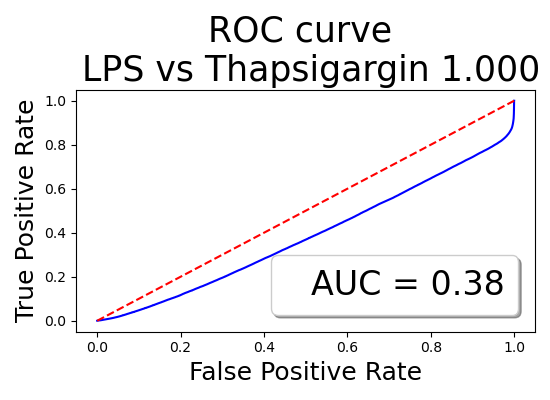 ROC curve
LPS vs Thapsigargin 1.000
1.0
0.8
0.6
0.4
0.2
0.0
True Positive Rate
AUC = 0.38
0.0 0.2 0.4 0.6 0.8 1.0
False Positive Rate